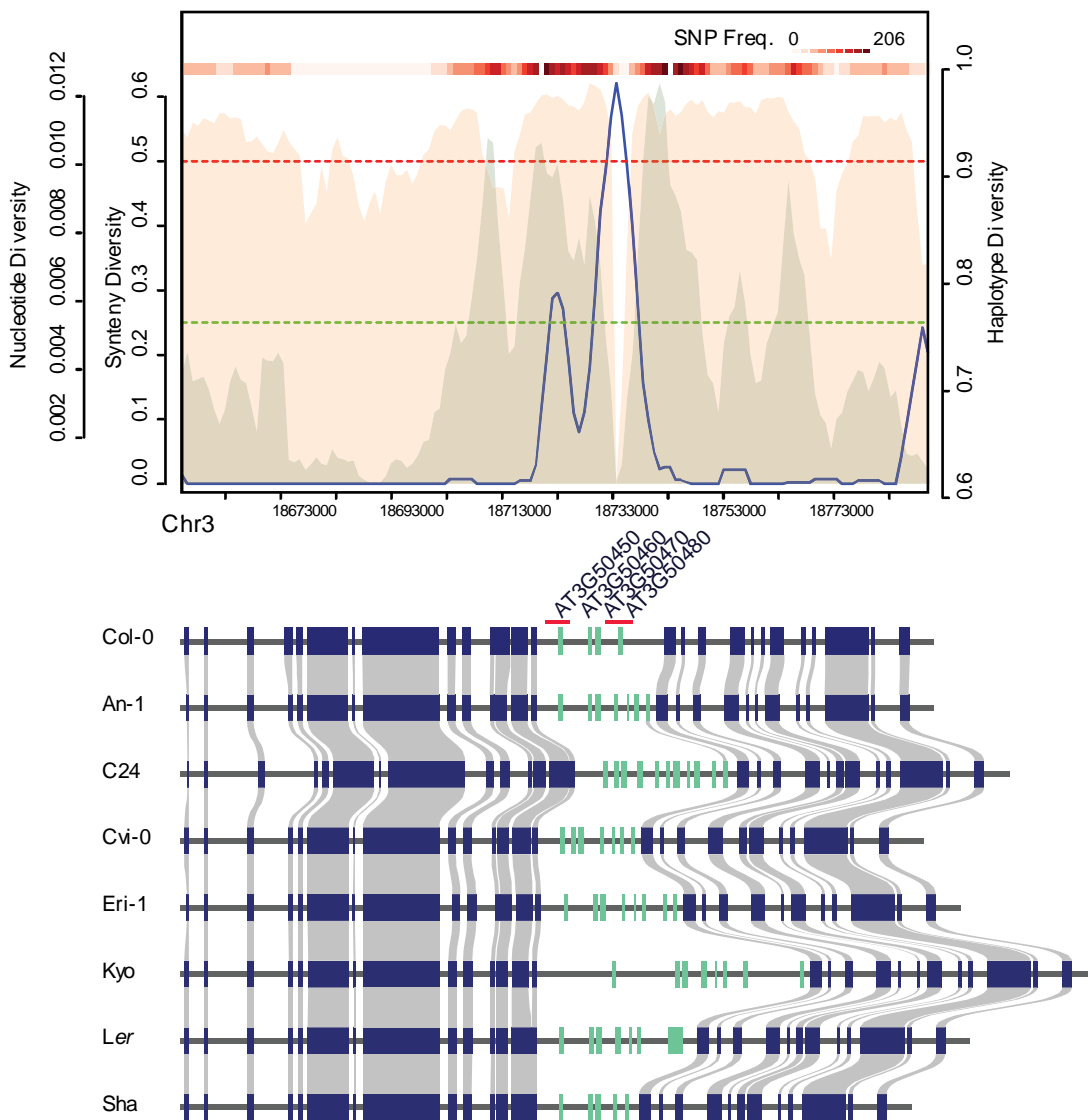 SNP Freq. 0 206
Nucleotide Diversity
0.002 0.004 0.006 0.008 0.010 0.012
Synteny Diversity
0.0 0.1 0.2 0.3 0.4 0.5 0.6
Haplotype Diversity
0.6 0.7 0.8 0.9 1.0
Chr3
18673000 18693000 18713000 18733000 18753000 18773000
AT3G50450
AT3G50460
AT3G50470
AT3G50480
Col-0
An-1
C24
Cvi-0
Eri-1
Kyo
Ler
Sha